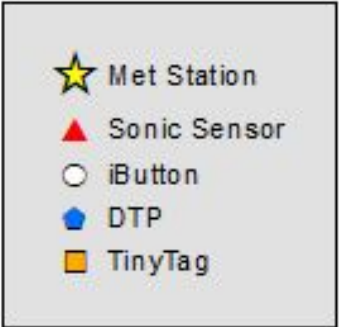 Met Station
Sonic Sensor
iButton
DTP
TinyTag